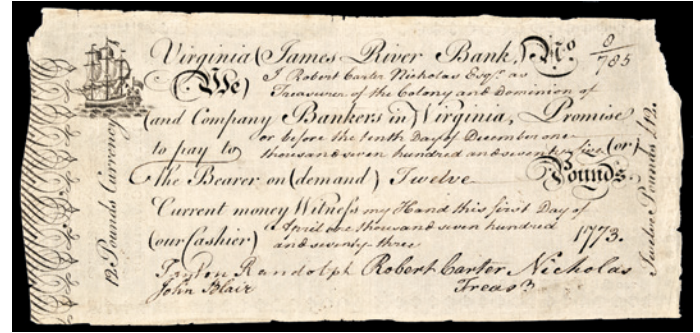 Virginia (James River Bank,) No 8/785
(We) I Robert Carter Nicholas Esqr. as
Treasurer of the Colony and Dominion of
(and Company Bankers in) Virginia, Promise
or before the tenth Day of December one
to pay to thousand seven hundred and seventy five (or)
the Bearer on (demand) Twelve Pounds.
Current money Witness my Hand this first Day of
April one thousand seven hundred
(our Cashier) and seventy three 1773.
Peyton Randolph Robert Carter Nicholas
John Blair Treasr
12 Pounds Currency
Twelve Pounds £12.